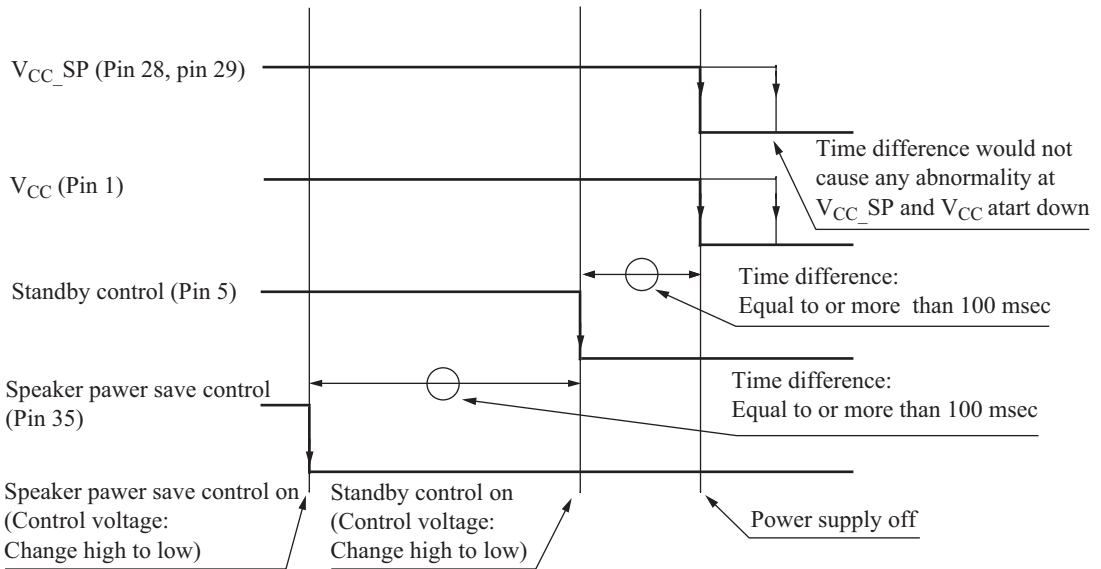 V_CC_SP (Pin 28, pin 29)
Time difference would not
cause any abnormality at
V_CC_SP and V_CC atart down
V_CC (Pin 1)
Time difference:
Equal to or more than 100 msec
Standby control (Pin 5)
Time difference:
Equal to or more than 100 msec
Speaker pawer save control
(Pin 35)
Speaker pawer save control on
(Control voltage:
Change high to low)
Standby control on
(Control voltage:
Change high to low)
Power supply off